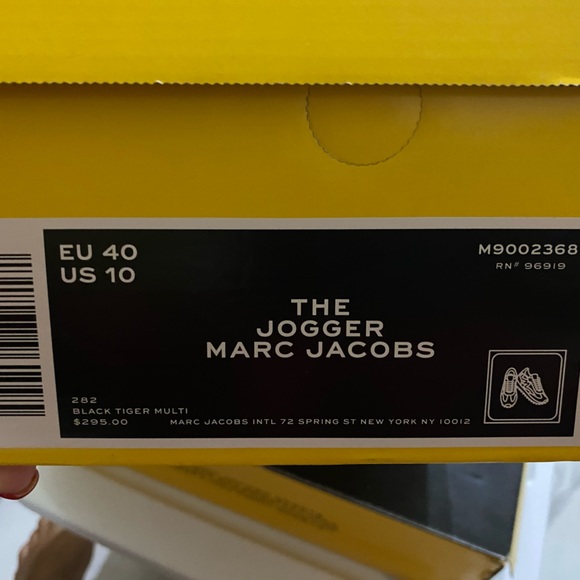 EU 40
US 10
M9002368
RN# 96919
THE
JOGGER
MARC JACOBS
282
BLACK TIGER MULTI
$295.00
MARC JACOBS INTL 72 SPRING ST NEW YORK NY 10012